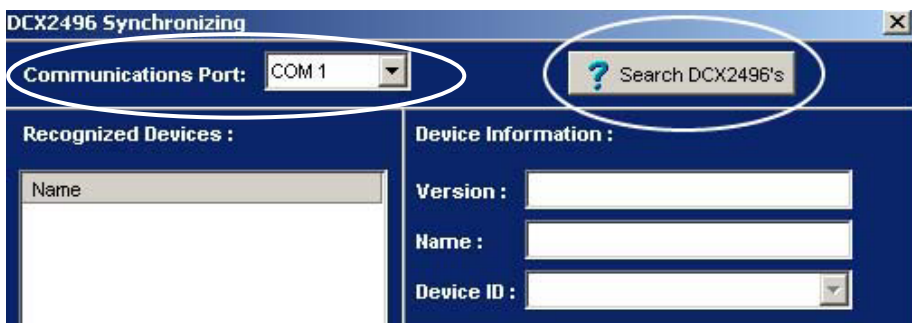 DCX2496 Synchronizing
Communications Port: COM 1
? Search DCX2496's
Recognized Devices :
Name
Device Information :
Version :
Name :
Device ID :